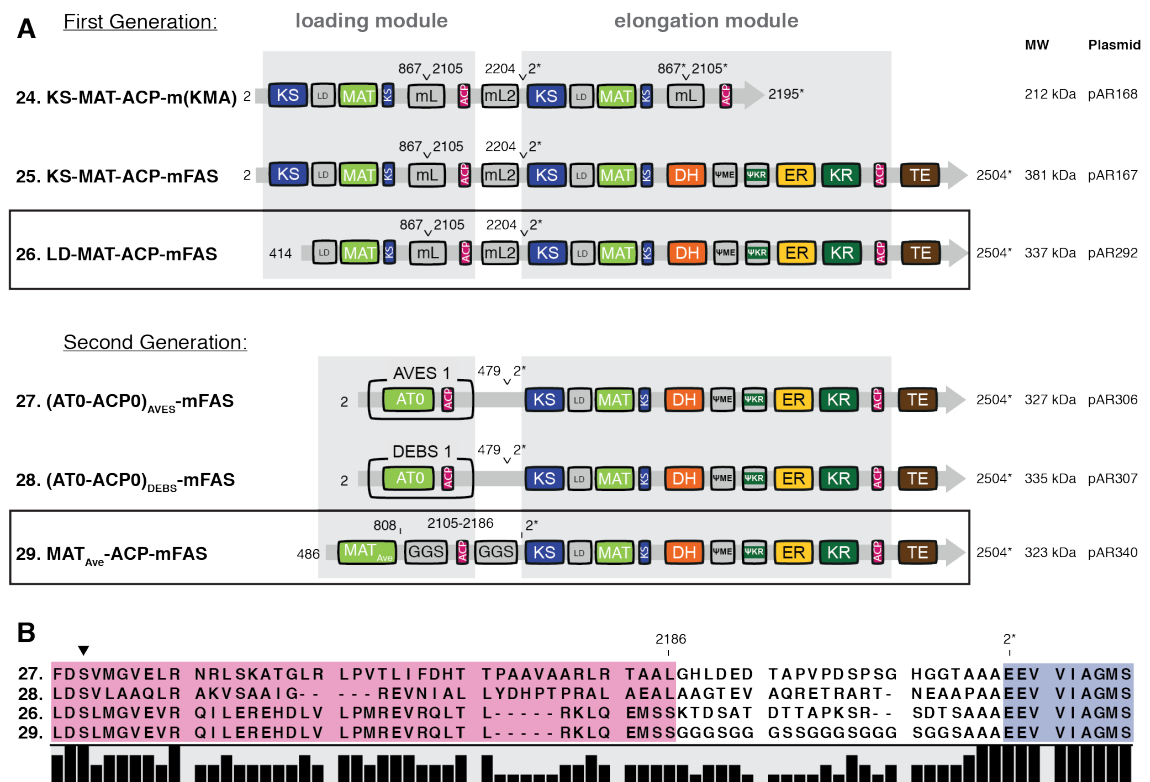 A First Generation: loading module elongation module
MW Plasmid
867 2105 2204 2* 867* 2105*
24. KS-MAT-ACP-m(KMA) 2 KS LD MAT KS mL ACP mL2 KS LD MAT KS mL ACP 2195* 212 kDa pAR168
867 2105 2204 2*
25. KS-MAT-ACP-mFAS 2 KS LD MAT KS mL ACP mL2 KS LD MAT KS DH ΨME ΨKR ER KR ACP TE 2504* 381 kDa pAR167
867 2105 2204 2*
26. LD-MAT-ACP-mFAS 414 LD MAT KS mL ACP mL2 KS LD MAT KS DH ΨME ΨKR ER KR ACP TE 2504* 337 kDa pAR292
Second Generation:
AVES 1 479 2*
27. (AT0-ACP0)AVES-mFAS 2 AT0 ACP KS LD MAT KS DH ΨME ΨKR ER KR ACP TE 2504* 327 kDa pAR306
DEBS 1 479 2*
28. (AT0-ACP0)DEBS-mFAS 2 AT0 ACP KS LD MAT KS DH ΨME ΨKR ER KR ACP TE 2504* 335 kDa pAR307
808 2105-2186 2*
29. MATAve-ACP-mFAS 486 MATAve GGS ACP GGS KS LD MAT KS DH ΨME ΨKR ER KR ACP TE 2504* 323 kDa pAR340
B
2186 2*
27. FDSVMGVELR NRLSKATGLR LPVTLIFDHT TPAAVAARLR TAALGHLDED TAPVPDSPSG HGGTAAAEEV VIAGMS
28. LDSVLAAQLR AKVSAAIG-- ---REVNIAL LYDHPTPRAL AEALAAGTEV AQRETRART- NEAAPAAEEV VIAGMS
26. LDSLMGVEVR QILEREHDLV LPMREVRQLT L-----RKLQ EMSSKTDSAT DTTAPKSR-- SDTSAAAEEV VIAGMS
29. LDSLMGVEVR QILEREHDLV LPMREVRQLT L-----RKLQ EMSSGGGSGG GSSGGGSGGG SGGSAAAEEV VIAGMS